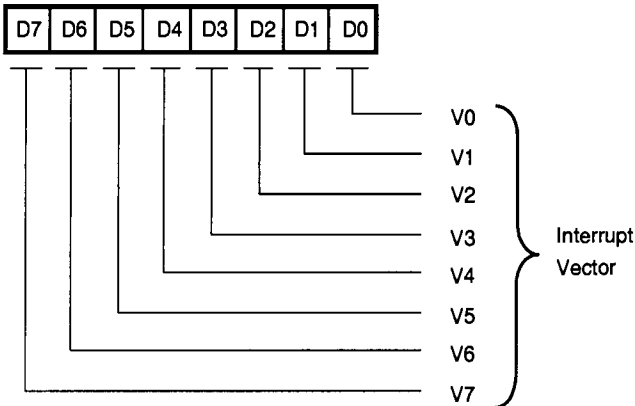 D7 D6 D5 D4 D3 D2 D1 D0
V0
V1
V2
V3
V4
V5
V6
V7
Interrupt
Vector